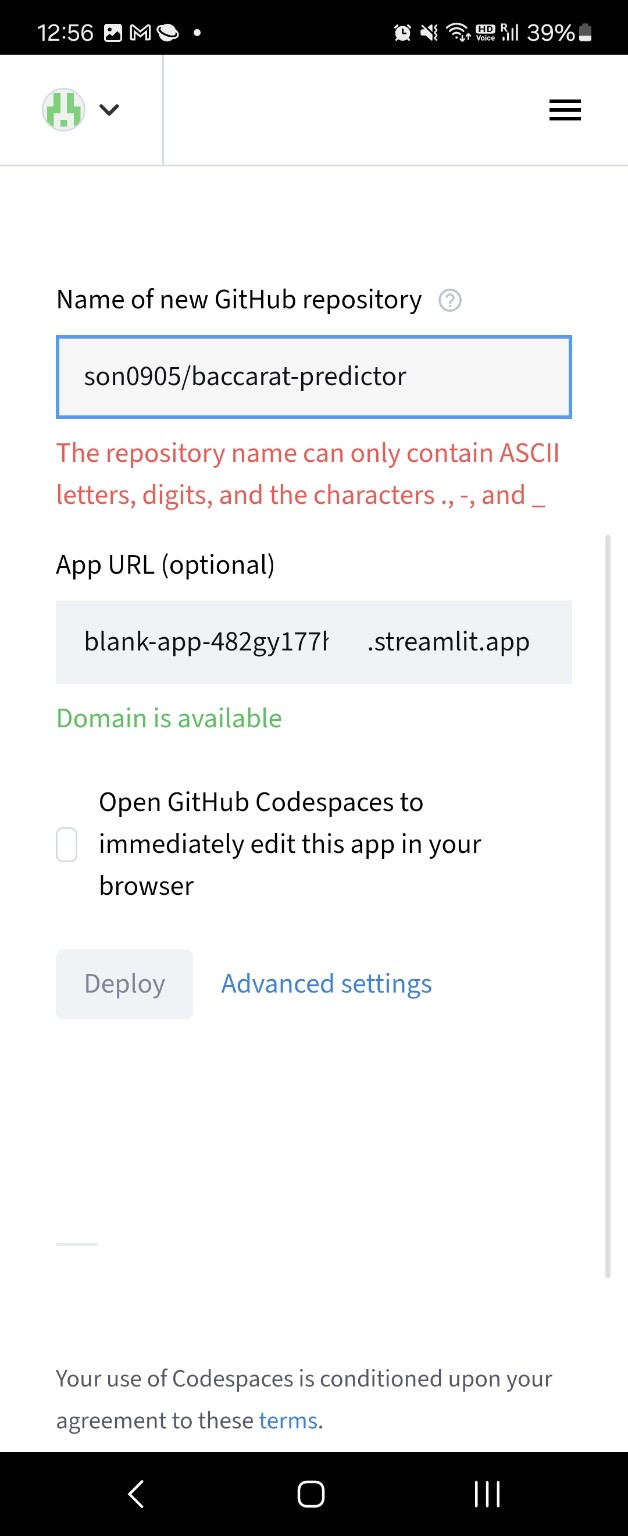 12:56
HD Voice R 39%
Name of new GitHub repository ?
son0905/baccarat-predictor
The repository name can only contain ASCII
letters, digits, and the characters ., -, and _
App URL (optional)
blank-app-482gy177 .streamlit.app
Domain is available
Open GitHub Codespaces to
immediately edit this app in your
browser
Deploy Advanced settings
Your use of Codespaces is conditioned upon your
agreement to these terms.